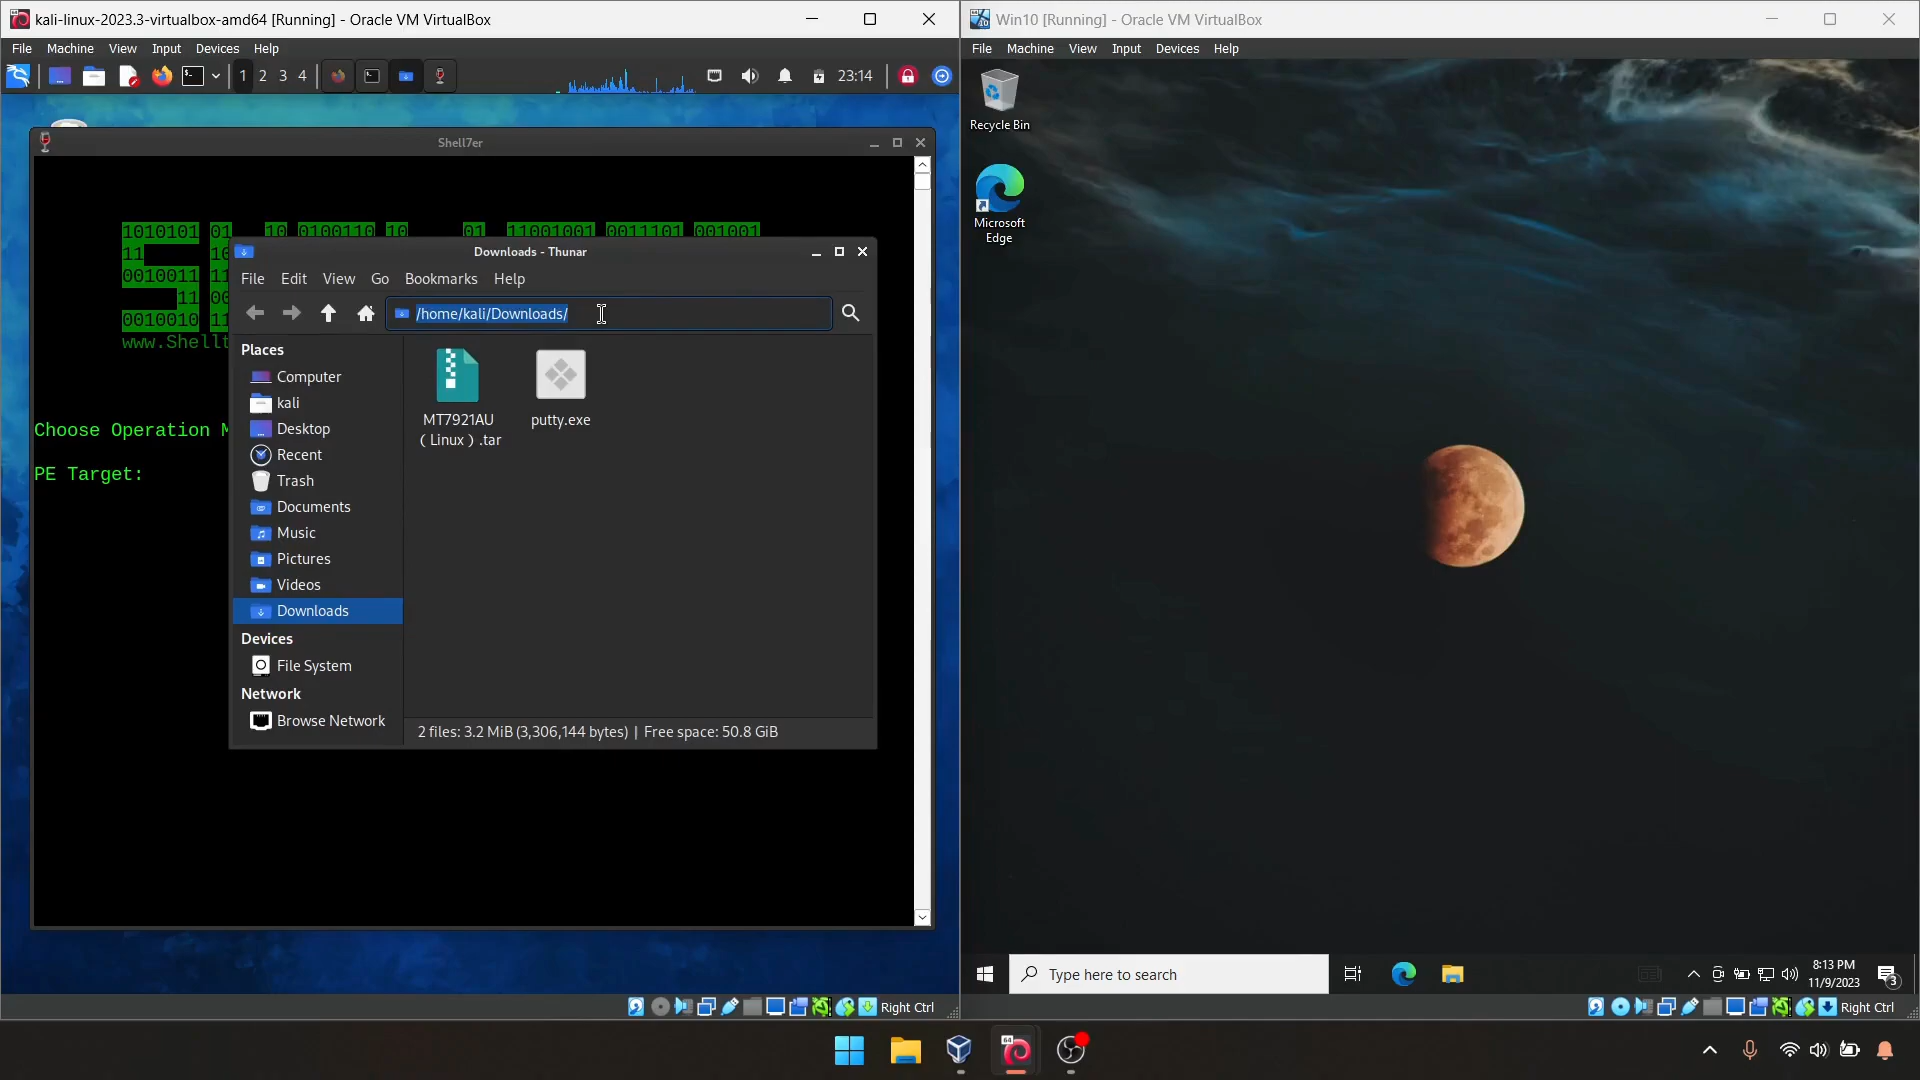 kali-linux-2023.3-virtualbox-amd64 [Running] - Oracle VM VirtualBox
File Machine View Input Devices Help
1 2 3 4
23:14
Shell7er
1010101 01 10 0100110 10 01 11001001 0011101 001001
11 10
0010011 11
11 00
0010010 11
www.Shellt
Choose Operation M
PE Target:
Downloads - Thunar
File Edit View Go Bookmarks Help
/home/kali/Downloads/
Places
Computer
kali
Desktop
Recent
Trash
Documents
Music
Pictures
Videos
Downloads
Devices
File System
Network
Browse Network
MT7921AU
( Linux ) .tar
putty.exe
2 files: 3.2 MiB (3,306,144 bytes) | Free space: 50.8 GiB
Right Ctrl
Win10 [Running] - Oracle VM VirtualBox
File Machine View Input Devices Help
Recycle Bin
Microsoft
Edge
Type here to search
8:13 PM
11/9/2023
3
Right Ctrl
64